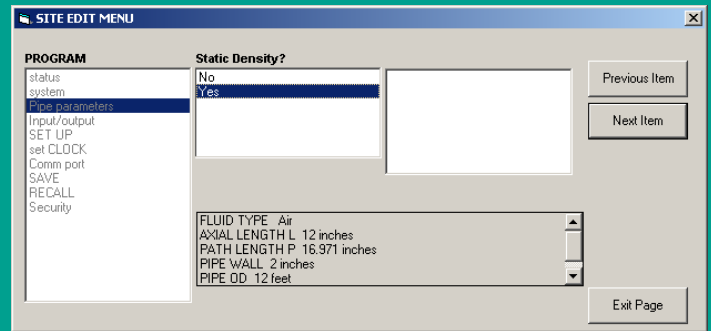 SITE EDIT MENU
PROGRAM
status
system
Pipe parameters
Input/output
SET UP
set CLOCK
Comm port
SAVE
RECALL
Security
Static Density?
No
Yes
FLUID TYPE Air
AXIAL LENGTH L 12 inches
PATH LENGTH P 16.971 inches
PIPE WALL 2 inches
PIPE OD 12 feet
Previous Item
Next Item
Exit Page